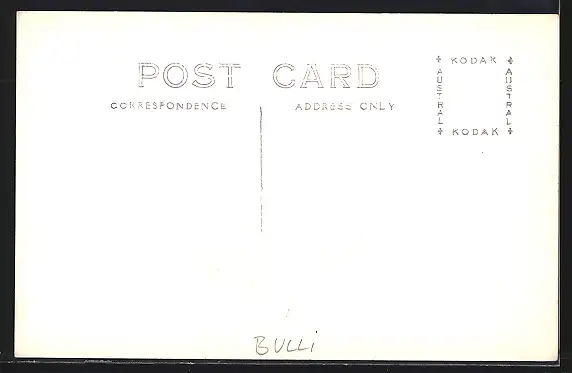 POST CARD
CORRESPONDENCE
ADDRESS ONLY
KODAK
AUSTRAL
AUSTRAL
KODAK
BULLI